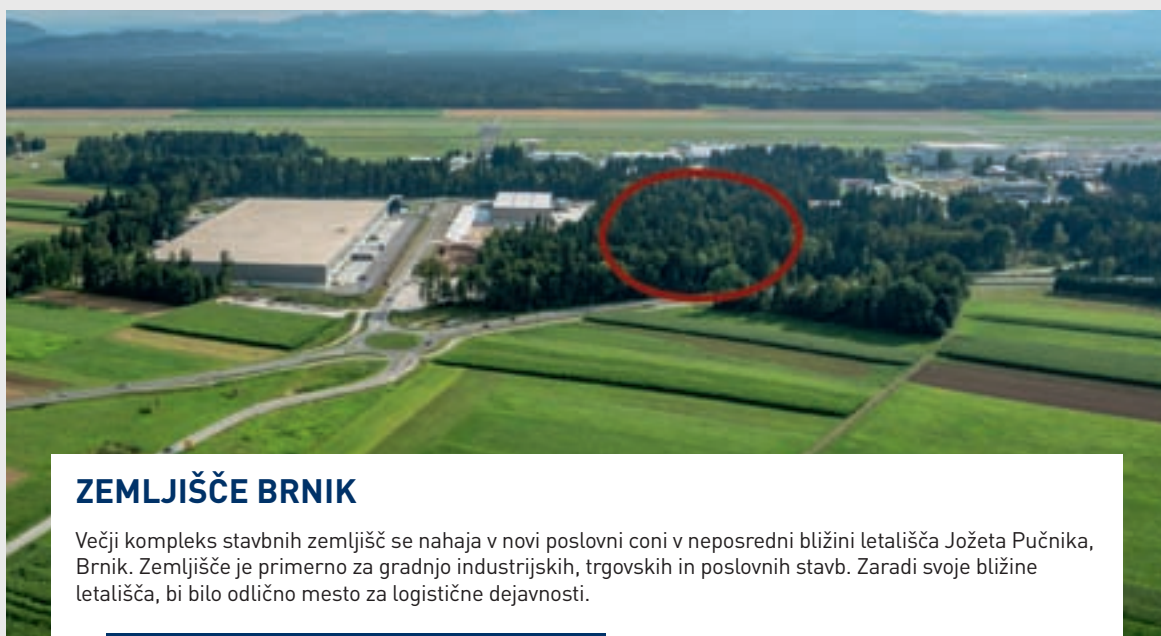 ZEMLJIŠČE BRNIK
Večji kompleks stavbnih zemljišč se nahaja v novi poslovni coni v neposredni bližini letališča Jožeta Pučnika,
Brnik. Zemljišče je primerno za gradnjo industrijskih, trgovskih in poslovnih stavb. Zaradi svoje bližine
letališča, bi bilo odlično mesto za logistične dejavnosti.